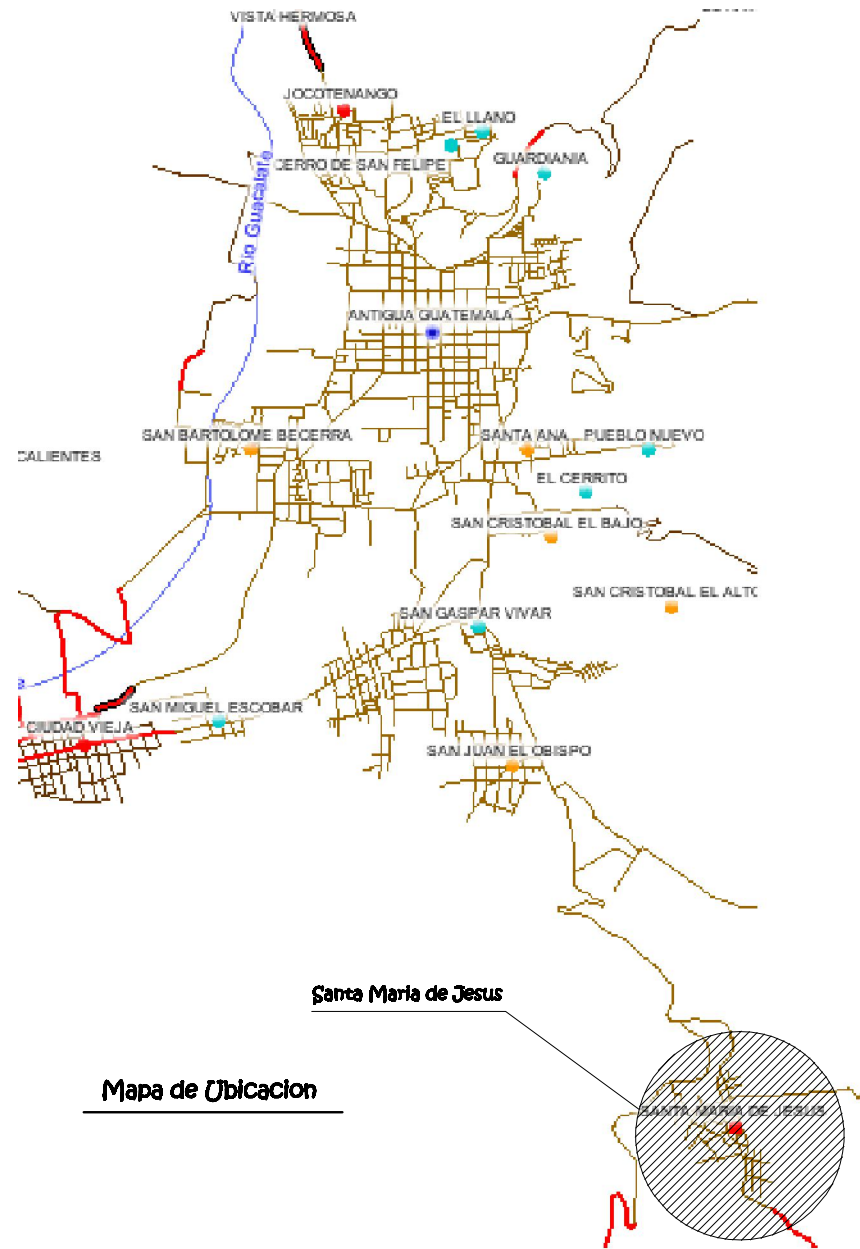 VISTA HERMOSA
JOCOTENANGO
EL LLANO
CERRO DE SAN FELIPE
GUARDIANIA
Rio Guacalate
ANTIGUA GUATEMALA
SAN BARTOLOME BECERRA
SANTA ANA
PUEBLO NUEVO
CALIENTES
EL CERRITO
SAN CRISTOBAL EL BAJO
SAN CRISTOBAL EL ALTO
SAN GASPAR VIVAR
SAN MIGUEL ESCOBAR
CIUDAD VIEJA
SAN JUAN EL OBISPO
Santa Maria de Jesus
Mapa de Ubicacion
SANTA MARIA DE JESUS